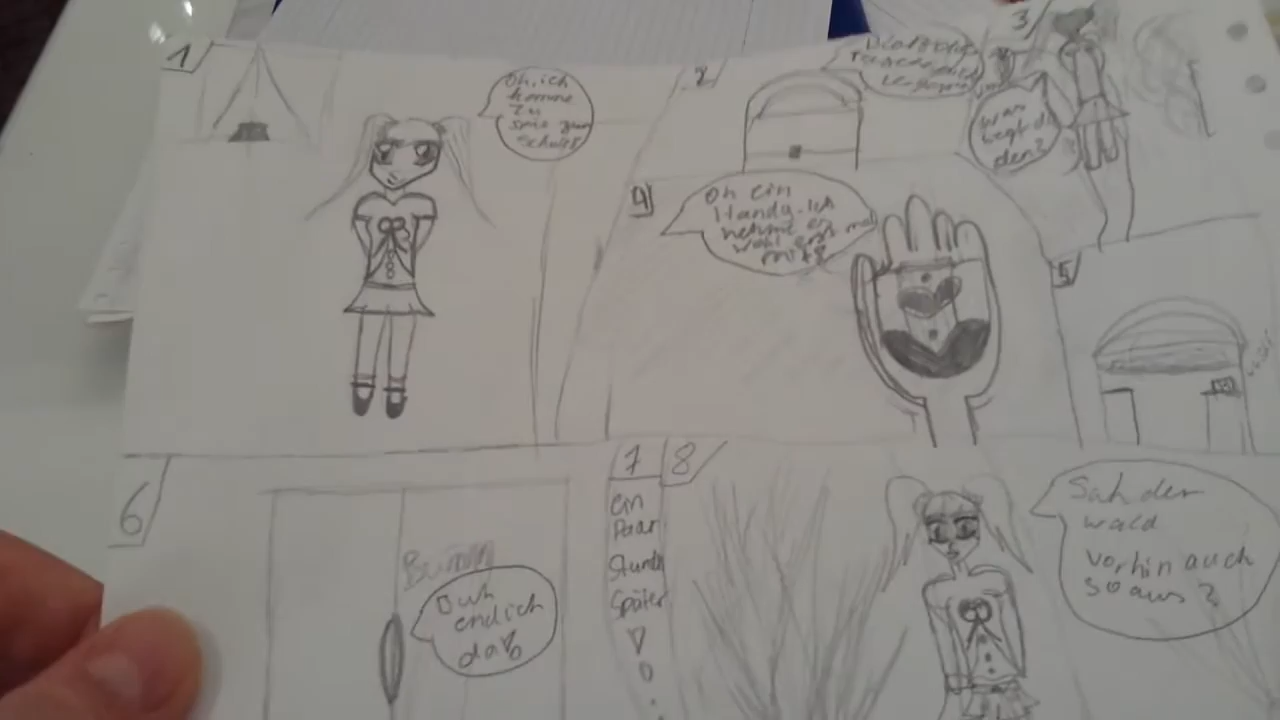 1
Oh, ich
komme
zu
spät zur
schule!
2
3
was
liegt da
den?
4
Oh ein
Handy. Ich
nehme es
wohl erst mal
mit!
5
6
Bumm
Puh
endlich
da!
7
ein
Paar
Stunde
später
8
Sah der
wald
vorhin auch
so aus?